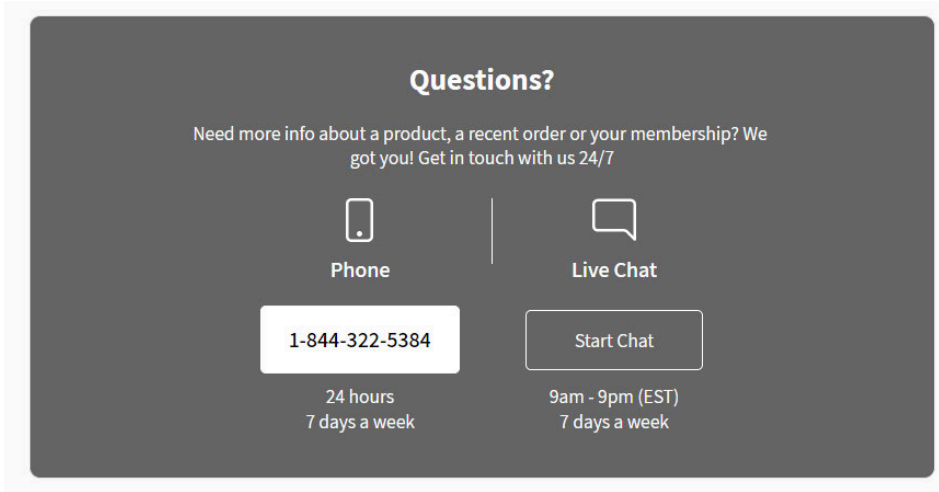 Questions?
Need more info about a product, a recent order or your membership? We
got you! Get in touch with us 24/7
Phone
Live Chat
1-844-322-5384
Start Chat
24 hours
7 days a week
9am - 9pm (EST)
7 days a week